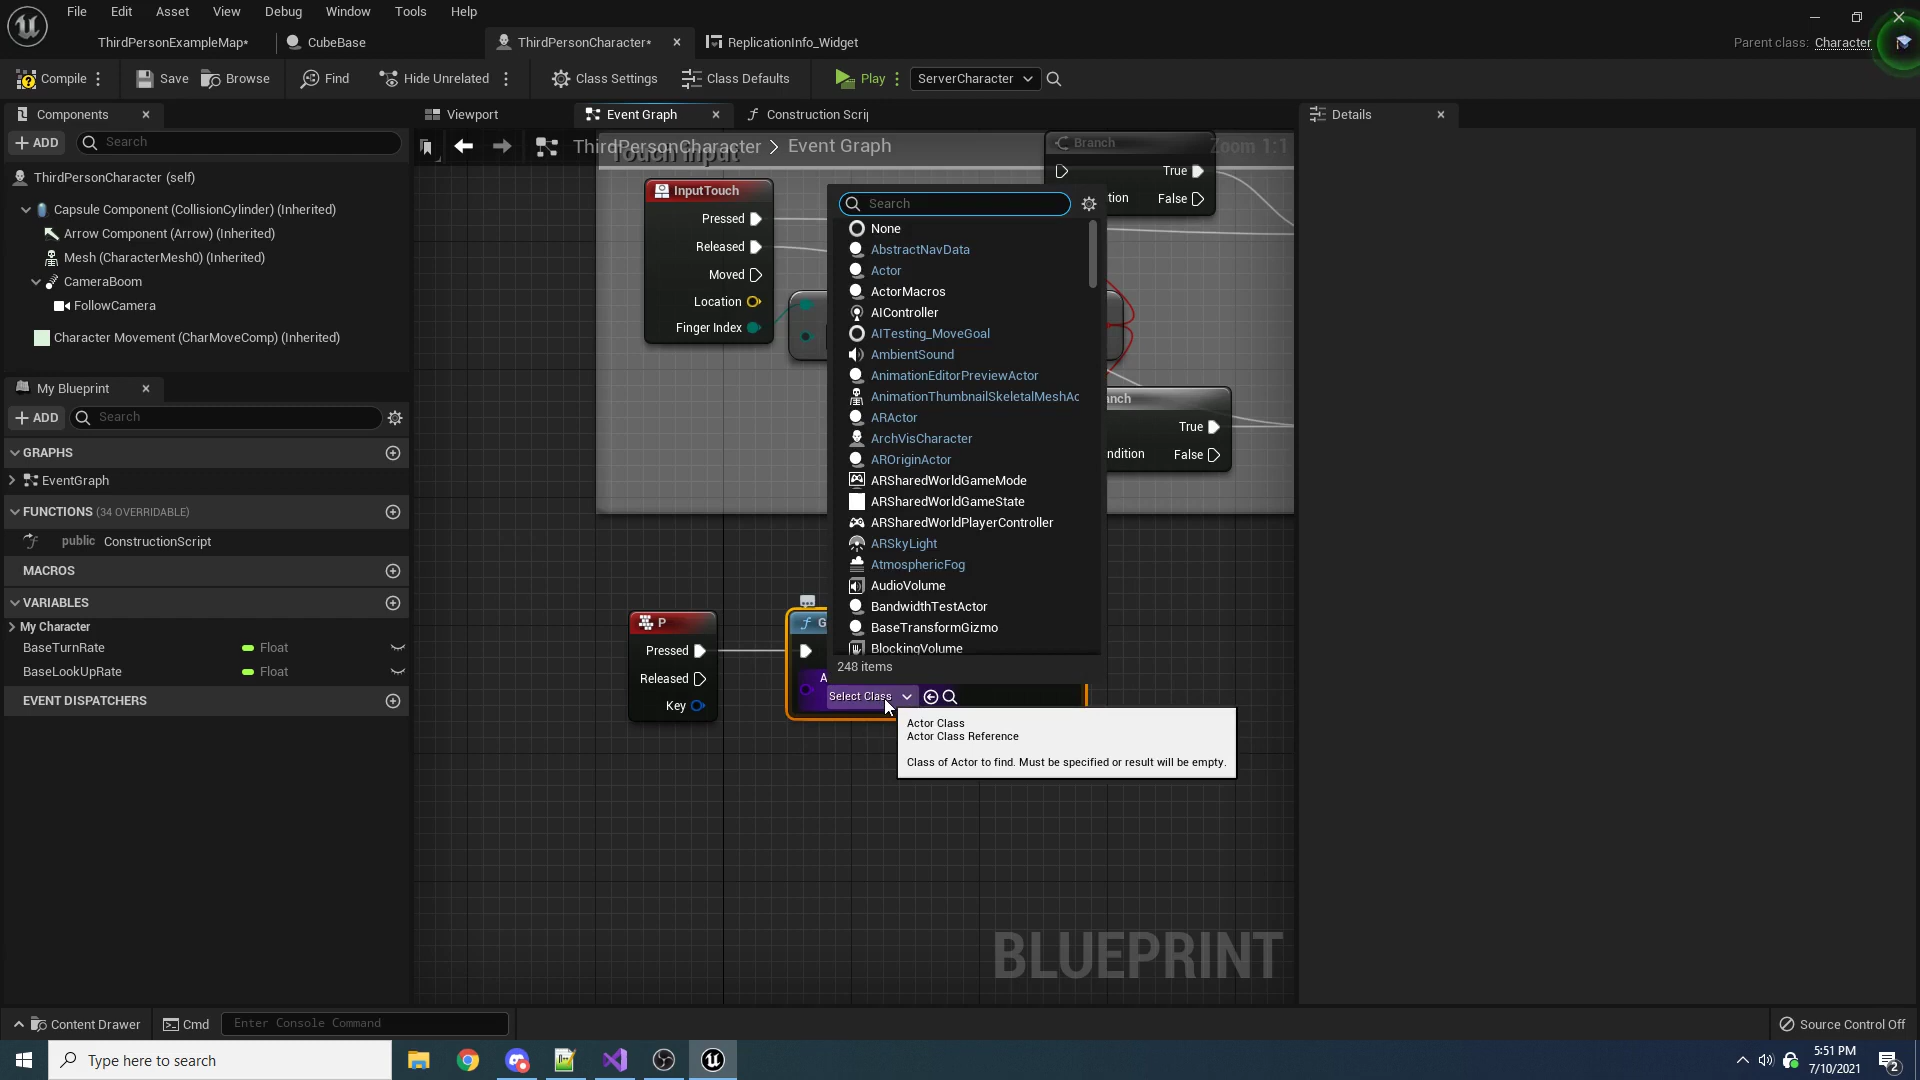 File Edit Asset View Debug Window Tools Help
ThirdPersonExampleMap* CubeBase ThirdPersonCharacter* ReplicationInfo_Widget Parent class: Character
Compile Save Browse Find Hide Unrelated Class Settings Class Defaults Play ServerCharacter
Components Viewport Event Graph Construction Scrip Details
ADD Search
ThirdPersonCharacter > Event Graph
Zoom 1:1
Touch Input
ThirdPersonCharacter (self)
Capsule Component (CollisionCylinder) (Inherited)
Arrow Component (Arrow) (Inherited)
Mesh (CharacterMesh0) (Inherited)
CameraBoom
FollowCamera
Character Movement (CharMoveComp) (Inherited)
My Blueprint
ADD Search
GRAPHS
EventGraph
FUNCTIONS (34 OVERRIDABLE)
public ConstructionScript
MACROS
VARIABLES
My Character
BaseTurnRate Float
BaseLookUpRate Float
EVENT DISPATCHERS
InputTouch
Pressed
Released
Moved
Location
Finger Index
Branch
True
tion False
anch
True
ndition False
Search
None
AbstractNavData
Actor
ActorMacros
AIController
AITesting_MoveGoal
AmbientSound
AnimationEditorPreviewActor
AnimationThumbnailSkeletalMeshAc
ARActor
ArchVisCharacter
AROriginActor
ARSharedWorldGameMode
ARSharedWorldGameState
ARSharedWorldPlayerController
ARSkyLight
AtmosphericFog
AudioVolume
BandwidthTestActor
BaseTransformGizmo
BlockingVolume
248 items
P
Pressed
Released
Key
f G
A
Select Class
Actor Class
Actor Class Reference
Class of Actor to find. Must be specified or result will be empty.
BLUEPRINT
Content Drawer Cmd Enter Console Command Source Control Off
Type here to search
5:51 PM
7/10/2021
2